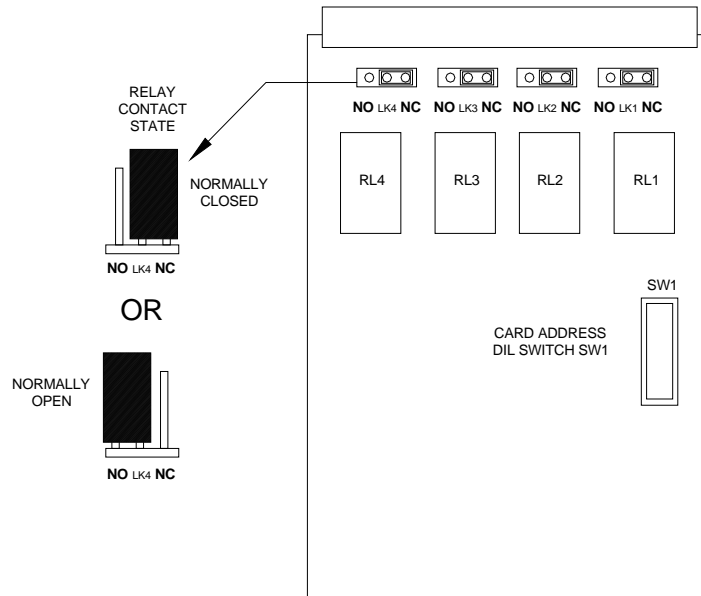 RELAY
CONTACT
STATE
NORMALLY
CLOSED
NO LK4 NC
OR
NORMALLY
OPEN
NO LK4 NC
NO LK4 NC NO LK3 NC NO LK2 NC NO LK1 NC
RL4 RL3 RL2 RL1
SW1
CARD ADDRESS
DIL SWITCH SW1